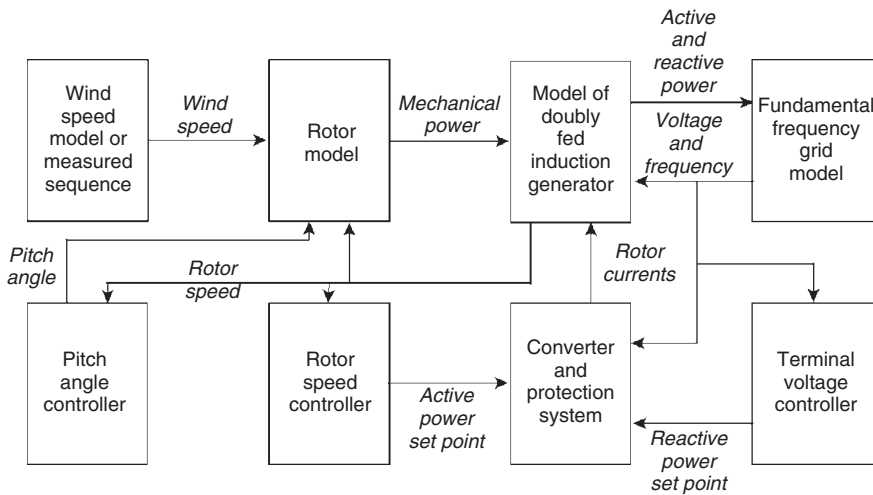 Active
and
reactive
power
Wind
speed
model or
measured
sequence
Wind
speed
Rotor
model
Mechanical
power
Model of
doubly
fed
induction
generator
Voltage
and
frequency
Fundamental
frequency
grid
model
Pitch
angle
Rotor
speed
Rotor
currents
Pitch
angle
controller
Rotor
speed
controller
Active
power
set point
Converter
and
protection
system
Reactive
power
set point
Terminal
voltage
controller